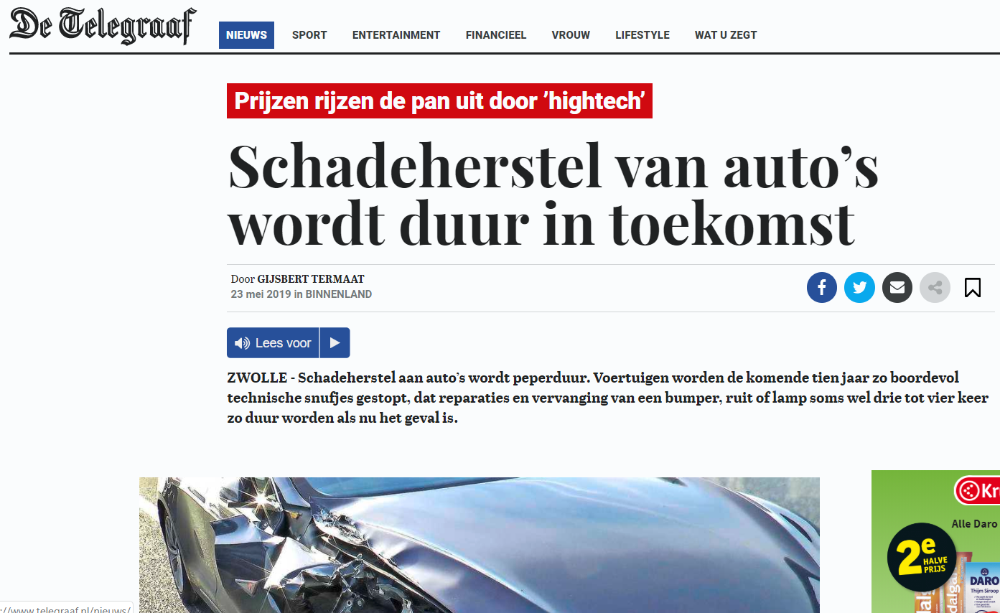 De Telegraaf
NIEUWS SPORT ENTERTAINMENT FINANCIEEL VROUW LIFESTYLE WAT U ZEGT
Prijzen rijzen de pan uit door ’hightech’
Schadeherstel van auto’s
wordt duur in toekomst
Door GIJSBERT TERMAAT
23 mei 2019 in BINNENLAND
Lees voor
ZWOLLE - Schadeherstel aan auto’s wordt peperduur. Voertuigen worden de komende tien jaar zo boordevol
technische snufjes gestopt, dat reparaties en vervanging van een bumper, ruit of lamp soms wel drie tot vier keer
zo duur worden als nu het geval is.
Kr
Alle Daro
2e
HALVE
PRIJS
DARO
Thijm Siroop
://www.telegraaf.nl/nieuws/